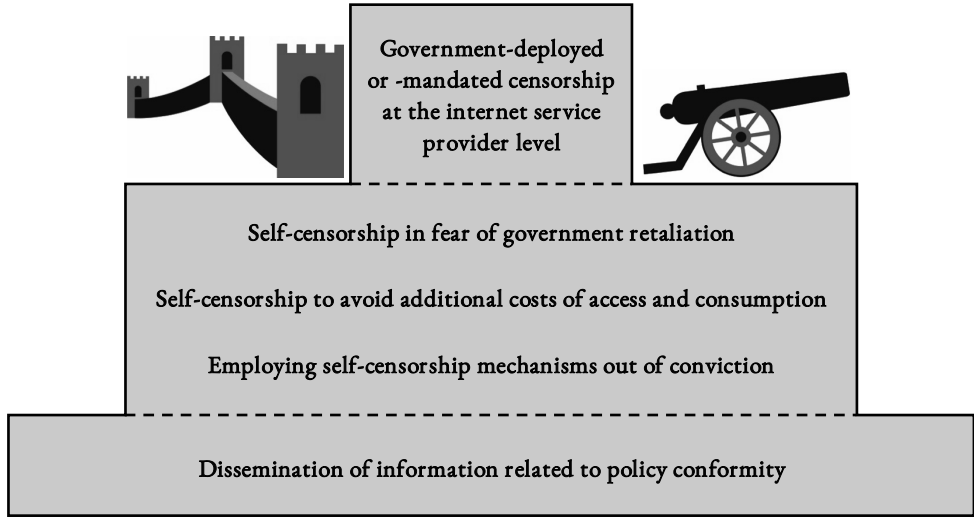 Government-deployed
or -mandated censorship
at the internet service
provider level
Self-censorship in fear of government retaliation
Self-censorship to avoid additional costs of access and consumption
Employing self-censorship mechanisms out of conviction
Dissemination of information related to policy conformity